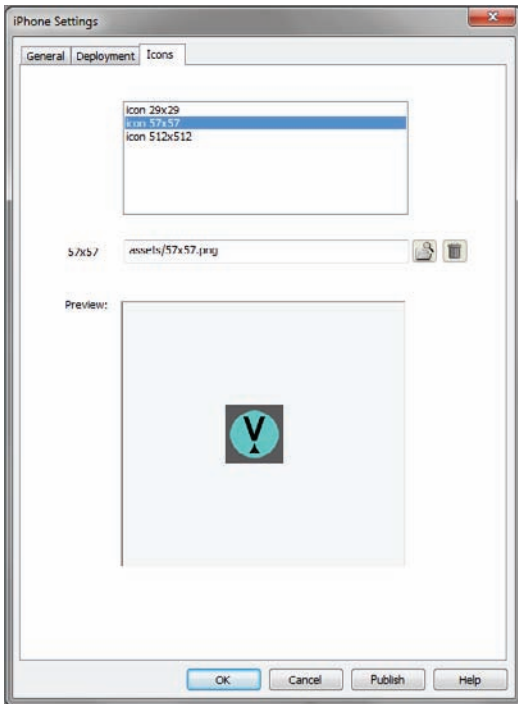 iPhone Settings
General Deployment Icons
icon 29x29
icon 57x57
icon 512x512
57x57 assets/57x57.png
Preview:
V
OK Cancel Publish Help